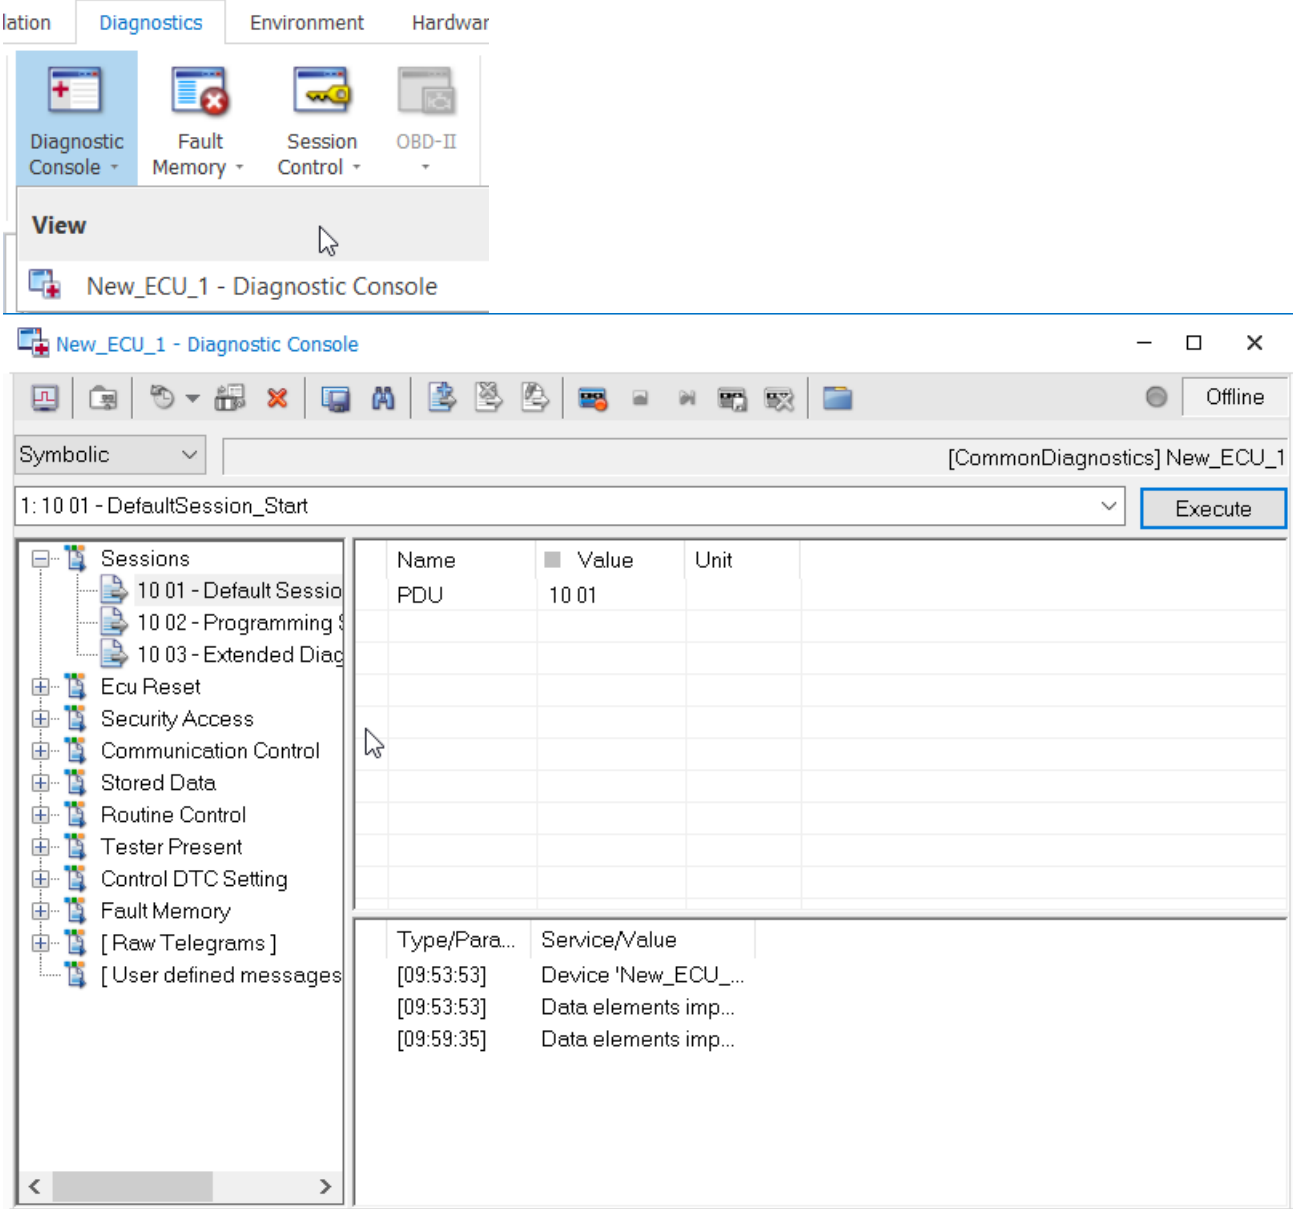 lation Diagnostics Environment Hardwar
Diagnostic Console Fault Memory Session Control OBD-II
View
New_ECU_1 - Diagnostic Console
New_ECU_1 - Diagnostic Console
Offline
Symbolic [CommonDiagnostics] New_ECU_1
1: 10 01 - DefaultSession_Start Execute
Sessions
10 01 - Default Sessio
10 02 - Programming S
10 03 - Extended Diag
Ecu Reset
Security Access
Communication Control
Stored Data
Routine Control
Tester Present
Control DTC Setting
Fault Memory
[ Raw Telegrams ]
[ User defined messages
Name Value Unit
PDU 10 01
Type/Para... Service/Value
[09:53:53] Device 'New_ECU_...
[09:53:53] Data elements imp...
[09:59:35] Data elements imp...